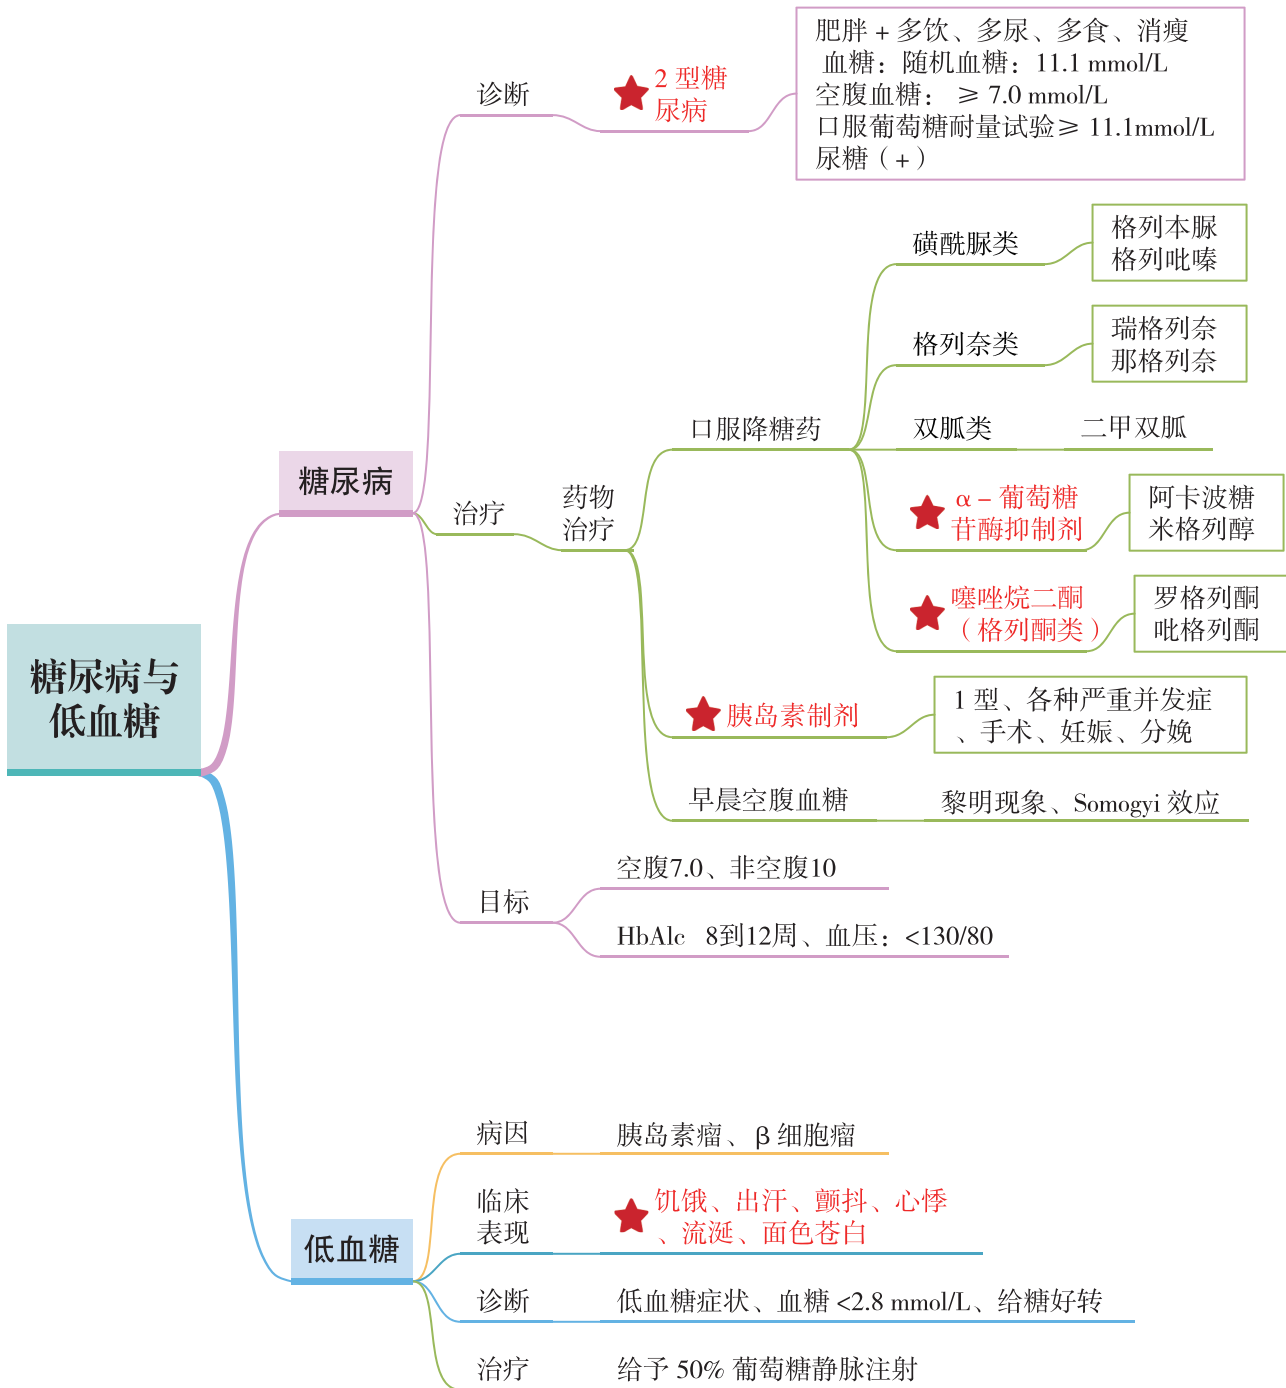 糖尿病与
低血糖
糖尿病
诊断
2 型糖
尿病
肥胖 + 多饮、多尿、多食、消瘦
血糖：随机血糖：11.1 mmol/L
空腹血糖： ≥ 7.0 mmol/L
口服葡萄糖耐量试验≥ 11.1mmol/L
尿糖（+）
治疗
药物
治疗
口服降糖药
磺酰脲类
格列本脲
格列吡嗪
格列奈类
瑞格列奈
那格列奈
双胍类
二甲双胍
α – 葡萄糖
苷酶抑制剂
阿卡波糖
米格列醇
噻唑烷二酮
（格列酮类）
罗格列酮
吡格列酮
胰岛素制剂
1 型、各种严重并发症
、手术、妊娠、分娩
早晨空腹血糖
黎明现象、Somogyi 效应
目标
空腹7.0、非空腹10
HbAlc 8到12周、血压：<130/80
低血糖
病因
胰岛素瘤、β 细胞瘤
临床
表现
饥饿、出汗、颤抖、心悸
、流涎、面色苍白
诊断
低血糖症状、血糖 <2.8 mmol/L、给糖好转
治疗
给予 50% 葡萄糖静脉注射